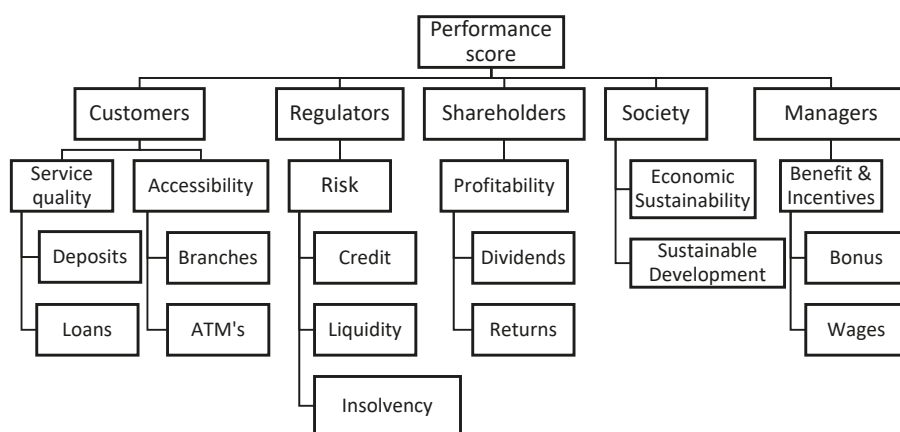 Performance
score
Customers
Regulators
Shareholders
Society
Managers
Service
quality
Accessibility
Risk
Profitability
Economic
Sustainability
Benefit &
Incentives
Deposits
Branches
Credit
Dividends
Sustainable
Development
Bonus
Loans
ATM's
Liquidity
Returns
Wages
Insolvency